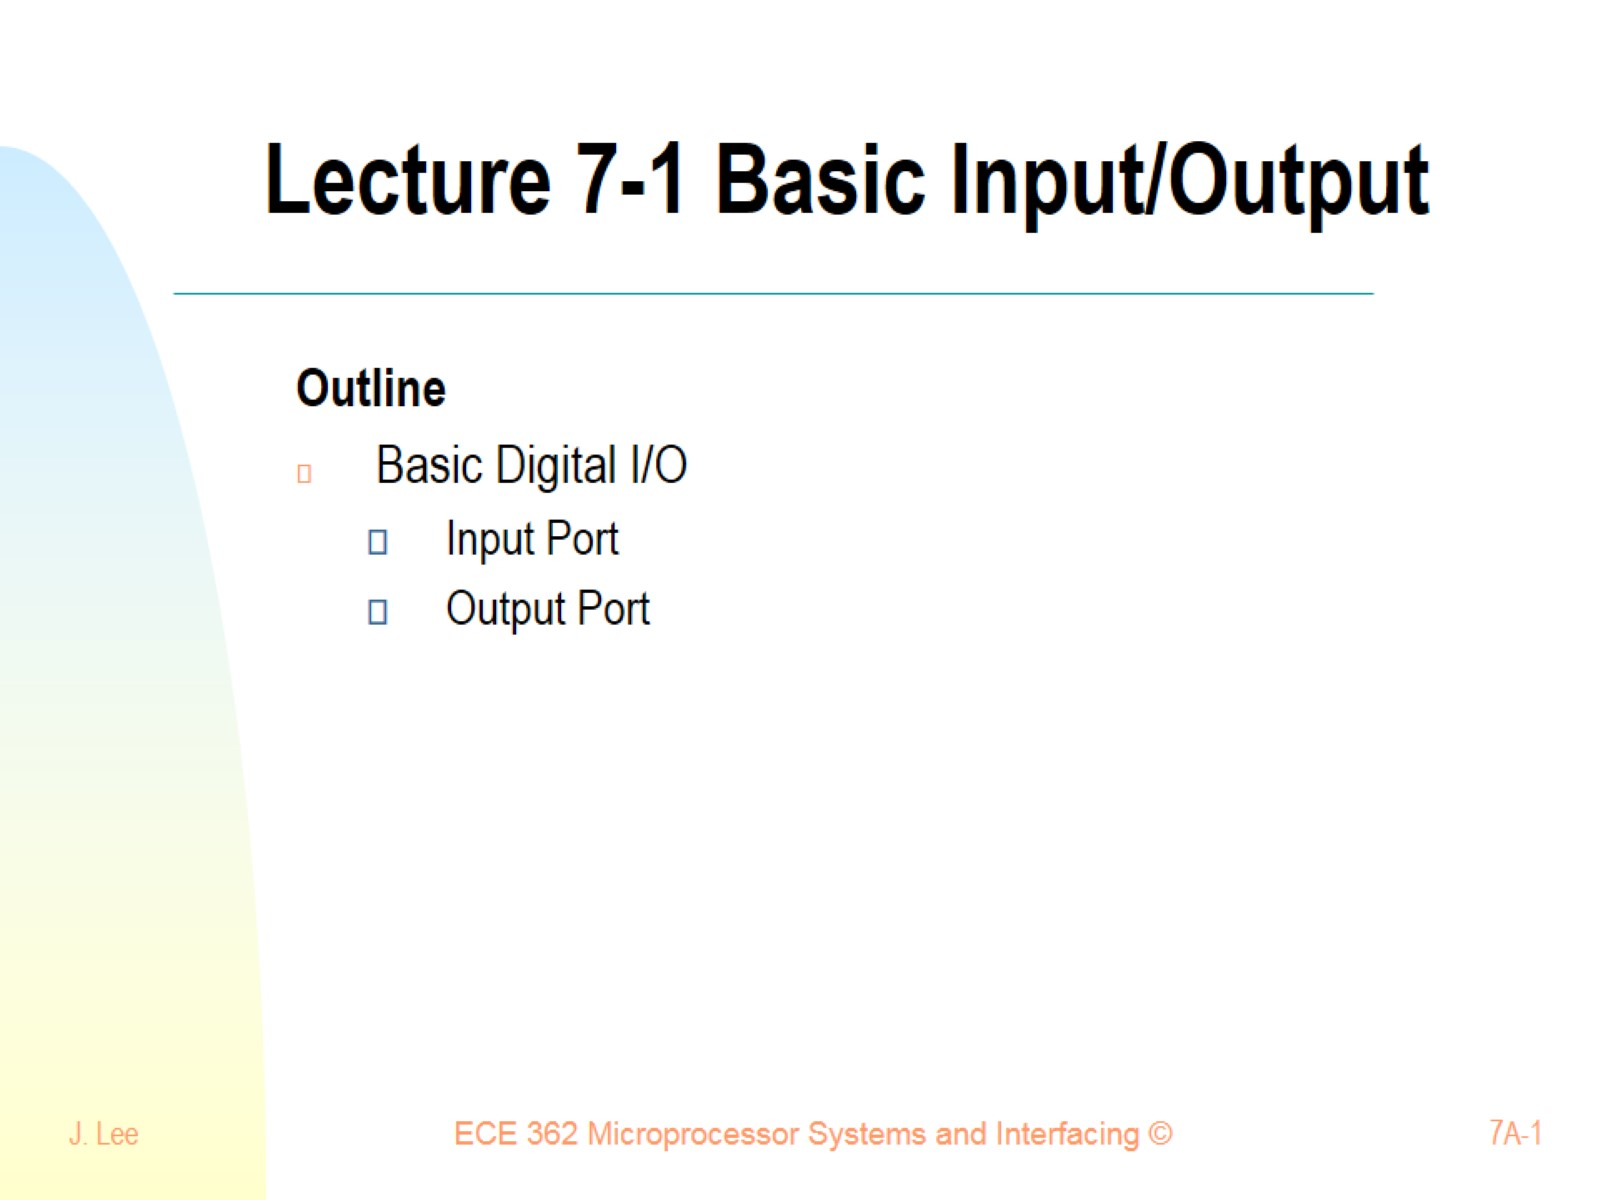 Lecture 7-1 Basic Input/Output
Outline
Basic Digital I/O
Input Port
Output Port
J. Lee
ECE 362 Microprocessor Systems and Interfacing ©
7A-1